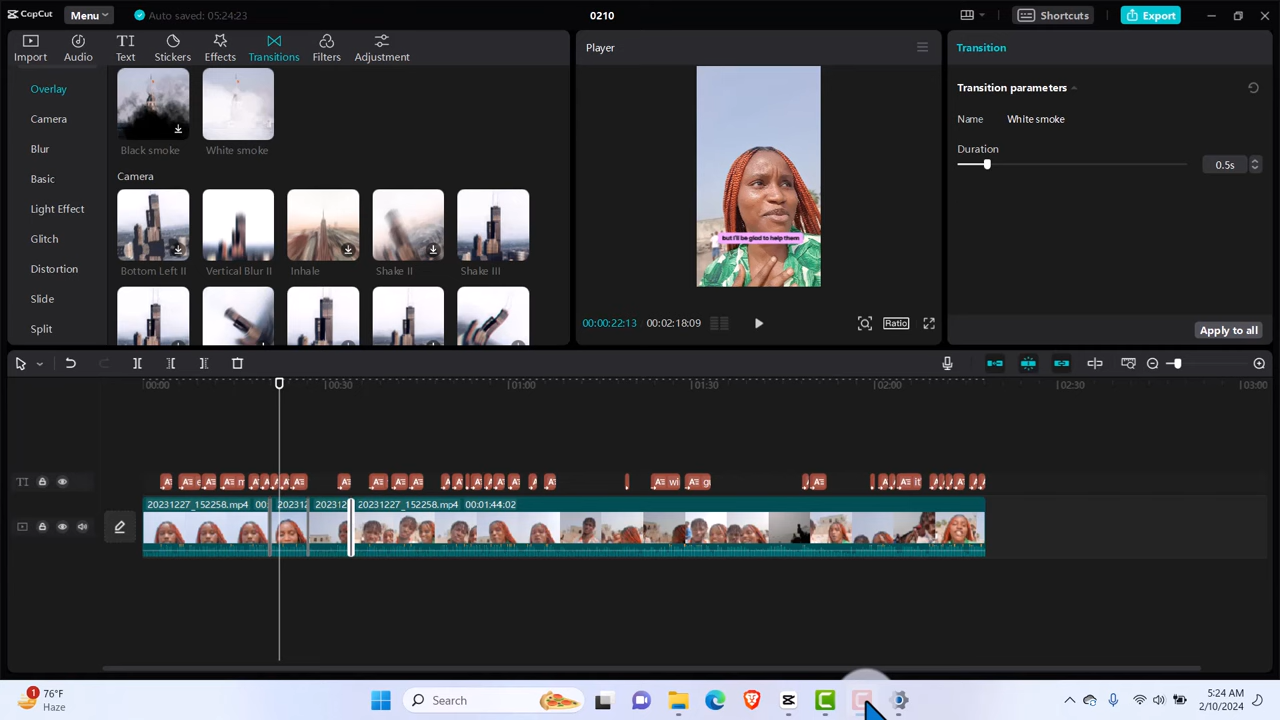 CapCut Menu Auto saved: 05:24:23 0210 Shortcuts Export
Import Audio Text Stickers Effects Transitions Filters Adjustment
Overlay
Camera
Blur
Basic
Light Effect
Glitch
Distortion
Slide
Split
Black smoke White smoke
Camera
Bottom Left II Vertical Blur II Inhale Shake II Shake III
Player
but i'll be glad to help them
00:00:22:13 00:02:18:09 Ratio
Transition
Transition parameters
Name White smoke
Duration
0.5s
Apply to all
00:00 00:30 01:00 01:30 02:00 02:30 03:00
20231227_152258.mp4 00: 20231 20231227 20231227_152258.mp4 00:01:44:02
76°F
Haze
1
Search
5:24 AM
2/10/2024